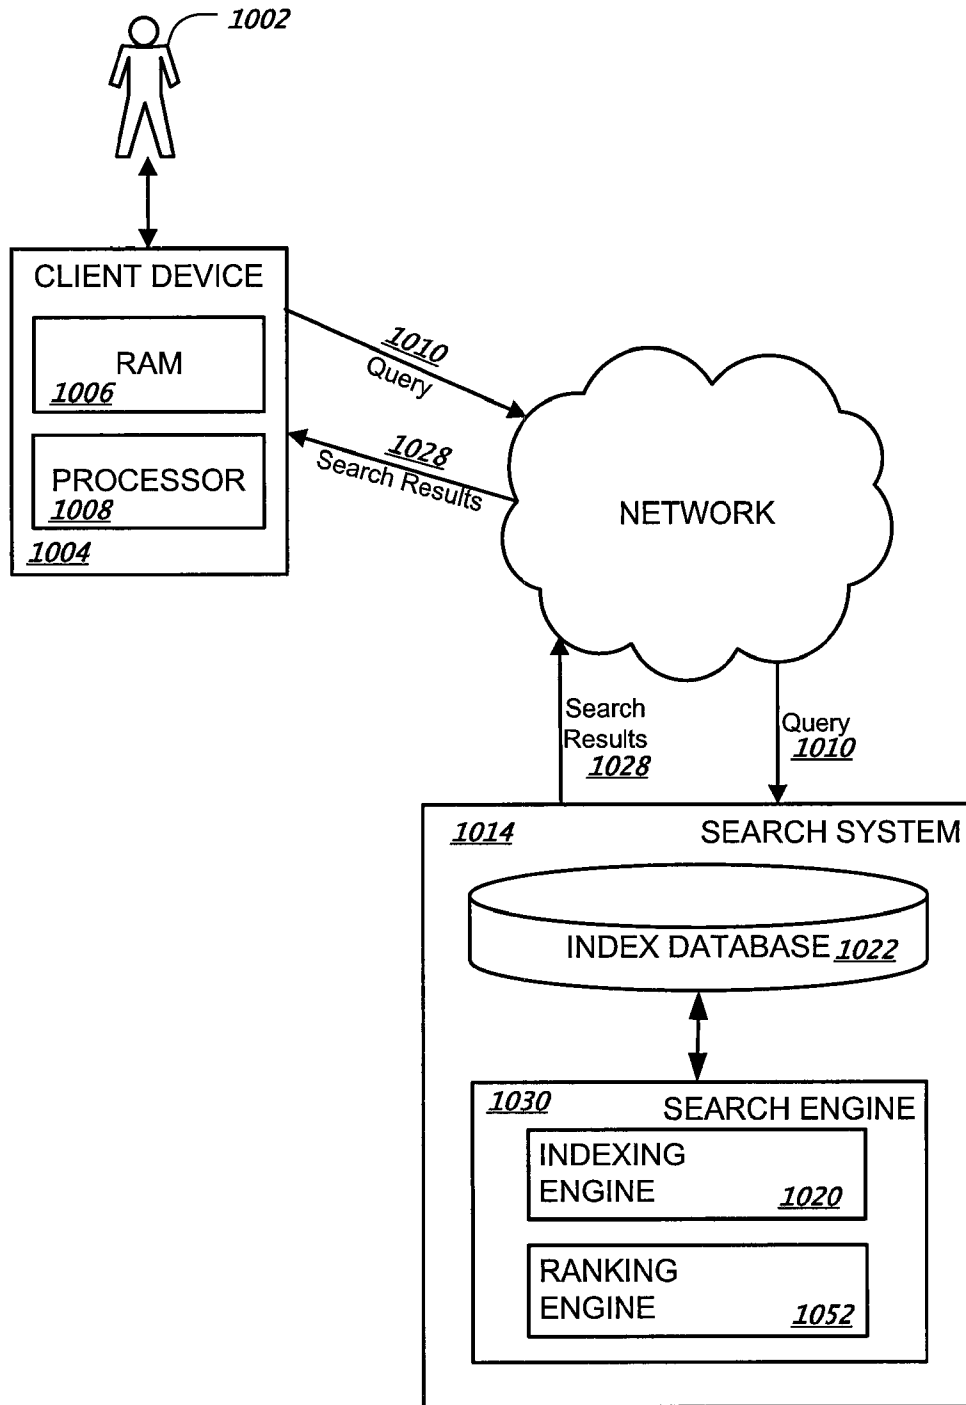 1002
CLIENT DEVICE
RAM
1006
PROCESSOR
1008
1004
1010
Query
1028
Search Results
NETWORK
Search
Results
1028
Query
1010
1014
SEARCH SYSTEM
INDEX DATABASE 1022
1030
SEARCH ENGINE
INDEXING
ENGINE
1020
RANKING
ENGINE
1052